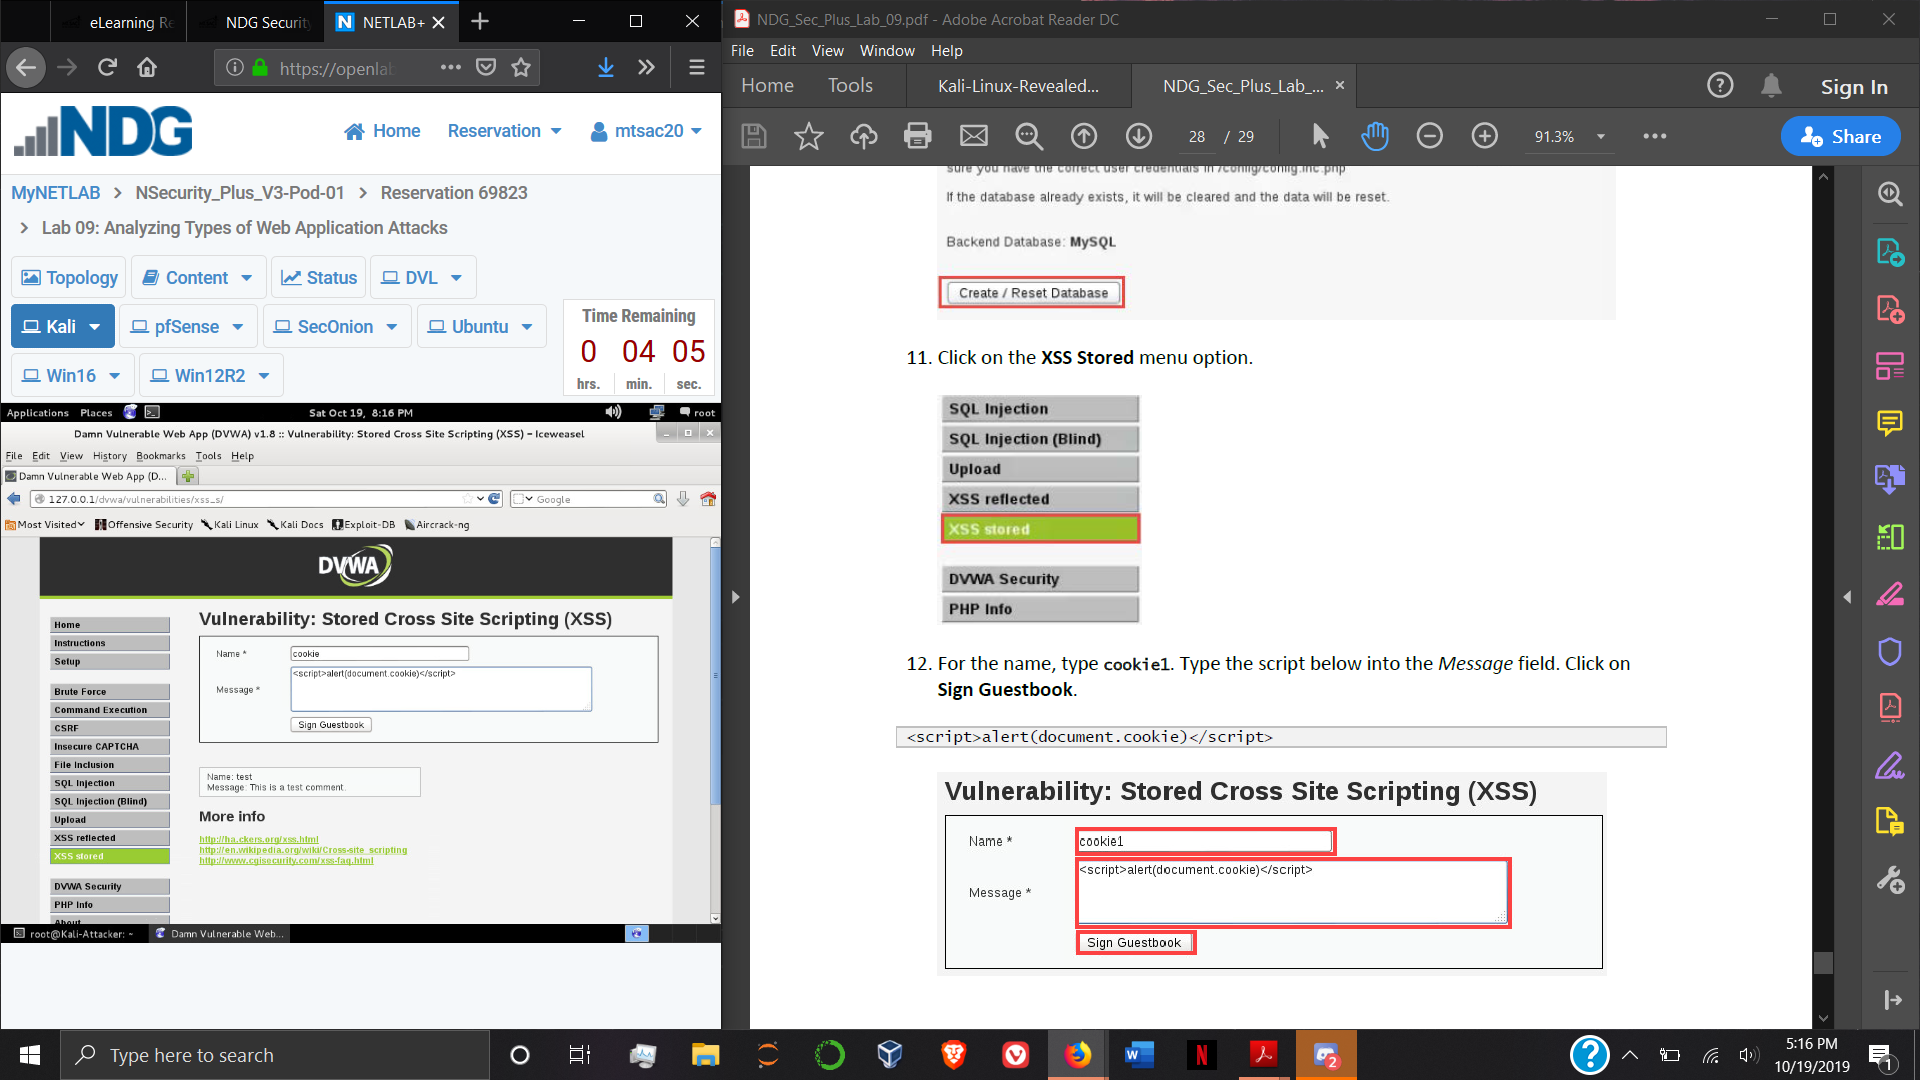 eLearning Re
NDG Security
NETLAB+
https://openlab
NDG
Home
Reservation
mtsac20
MyNETLAB > NSecurity_Plus_V3-Pod-01 > Reservation 69823
> Lab 09: Analyzing Types of Web Application Attacks
Topology
Content
Status
DVL
Kali
pfSense
SecOnion
Ubuntu
Win16
Win12R2
Time Remaining
0 04 05
hrs. min. sec.
Applications Places
Sat Oct 19, 8:16 PM
root
Damn Vulnerable Web App (DVWA) v1.8 :: Vulnerability: Stored Cross Site Scripting (XSS) – Iceweasel
File Edit View History Bookmarks Tools Help
Damn Vulnerable Web App (D...
127.0.0.1/dvwa/vulnerabilities/xss_s/
Google
Most Visited
Offensive Security
Kali Linux
Kali Docs
Exploit-DB
Aircrack-ng
DVWA
Home
Instructions
Setup
Brute Force
Command Execution
CSRF
Insecure CAPTCHA
File Inclusion
SQL Injection
SQL Injection (Blind)
Upload
XSS reflected
XSS stored
DVWA Security
PHP Info
About
Vulnerability: Stored Cross Site Scripting (XSS)
Name *
cookie
Message *
<script>alert(document.cookie)</script>
Sign Guestbook
Name: test
Message: This is a test comment.
More info
http://ha.ckers.org/xss.html
http://en.wikipedia.org/wiki/Cross-site_scripting
http://www.cgisecurity.com/xss-faq.html
root@Kali-Attacker: ~
Damn Vulnerable Web...
NDG_Sec_Plus_Lab_09.pdf - Adobe Acrobat Reader DC
File Edit View Window Help
Home
Tools
Kali-Linux-Revealed...
NDG_Sec_Plus_Lab_...
Sign In
28 / 29
91.3%
Share
sure you have the correct user credentials in /config/config.inc.php
If the database already exists, it will be cleared and the data will be reset.
Backend Database: MySQL
Create / Reset Database
11. Click on the XSS Stored menu option.
SQL Injection
SQL Injection (Blind)
Upload
XSS reflected
XSS stored
DVWA Security
PHP Info
12. For the name, type cookie1. Type the script below into the Message field. Click on
Sign Guestbook.
<script>alert(document.cookie)</script>
Vulnerability: Stored Cross Site Scripting (XSS)
Name *
cookie1
Message *
<script>alert(document.cookie)</script>
Sign Guestbook
Type here to search
2
5:16 PM
10/19/2019
1